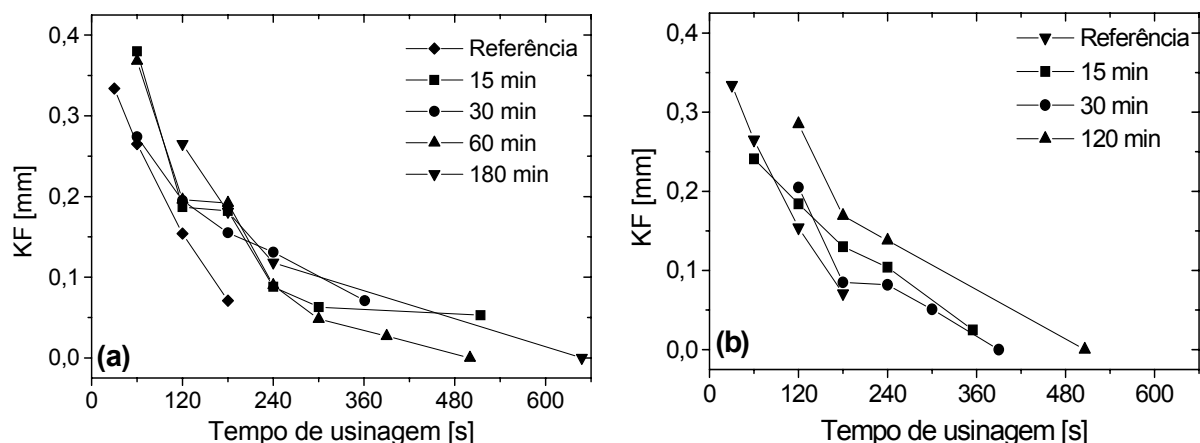 0,4
0,3
0,2
0,1
0,0
KF [mm]
Referência
15 min
30 min
60 min
180 min
(a)
0 120 240 360 480 600
Tempo de usinagem [s]
0,4
0,3
0,2
0,1
0,0
KF [mm]
Referência
15 min
30 min
120 min
(b)
0 120 240 360 480 600
Tempo de usinagem [s]